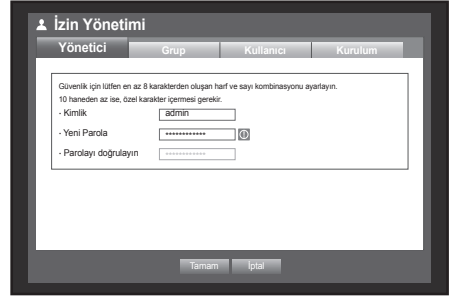 İzin Yönetimi
Yönetici Grup Kullanıcı Kurulum
Güvenlik için lütfen en az 8 karakterden oluşan harf ve sayı kombinasyonu ayarlayın.
10 haneden az ise, özel karakter içermesi gerekir.
- Kimlik admin
- Yeni Parola ************
- Parolayı doğrulayın ************
Tamam İptal